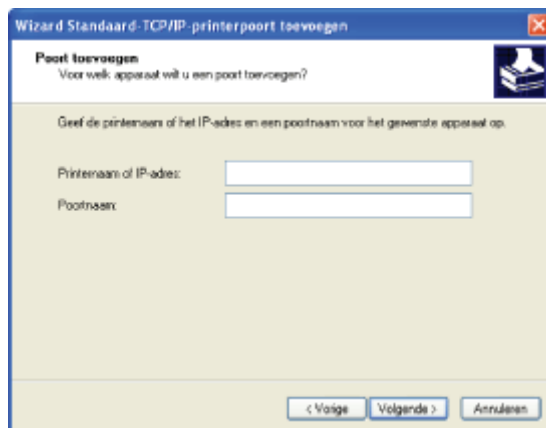 Wizard Standaard-TCP/IP-printerpoort toevoegen
Poort toevoegen
Voor welk apparaat wilt u een poort toevoegen?
Geef de printernaam of het IP-adres en een poortnaam voor het gewenste apparaat op.
Printernaam of IP-adres:
Poortnaam:
< Vorige
Volgende >
Annuleren